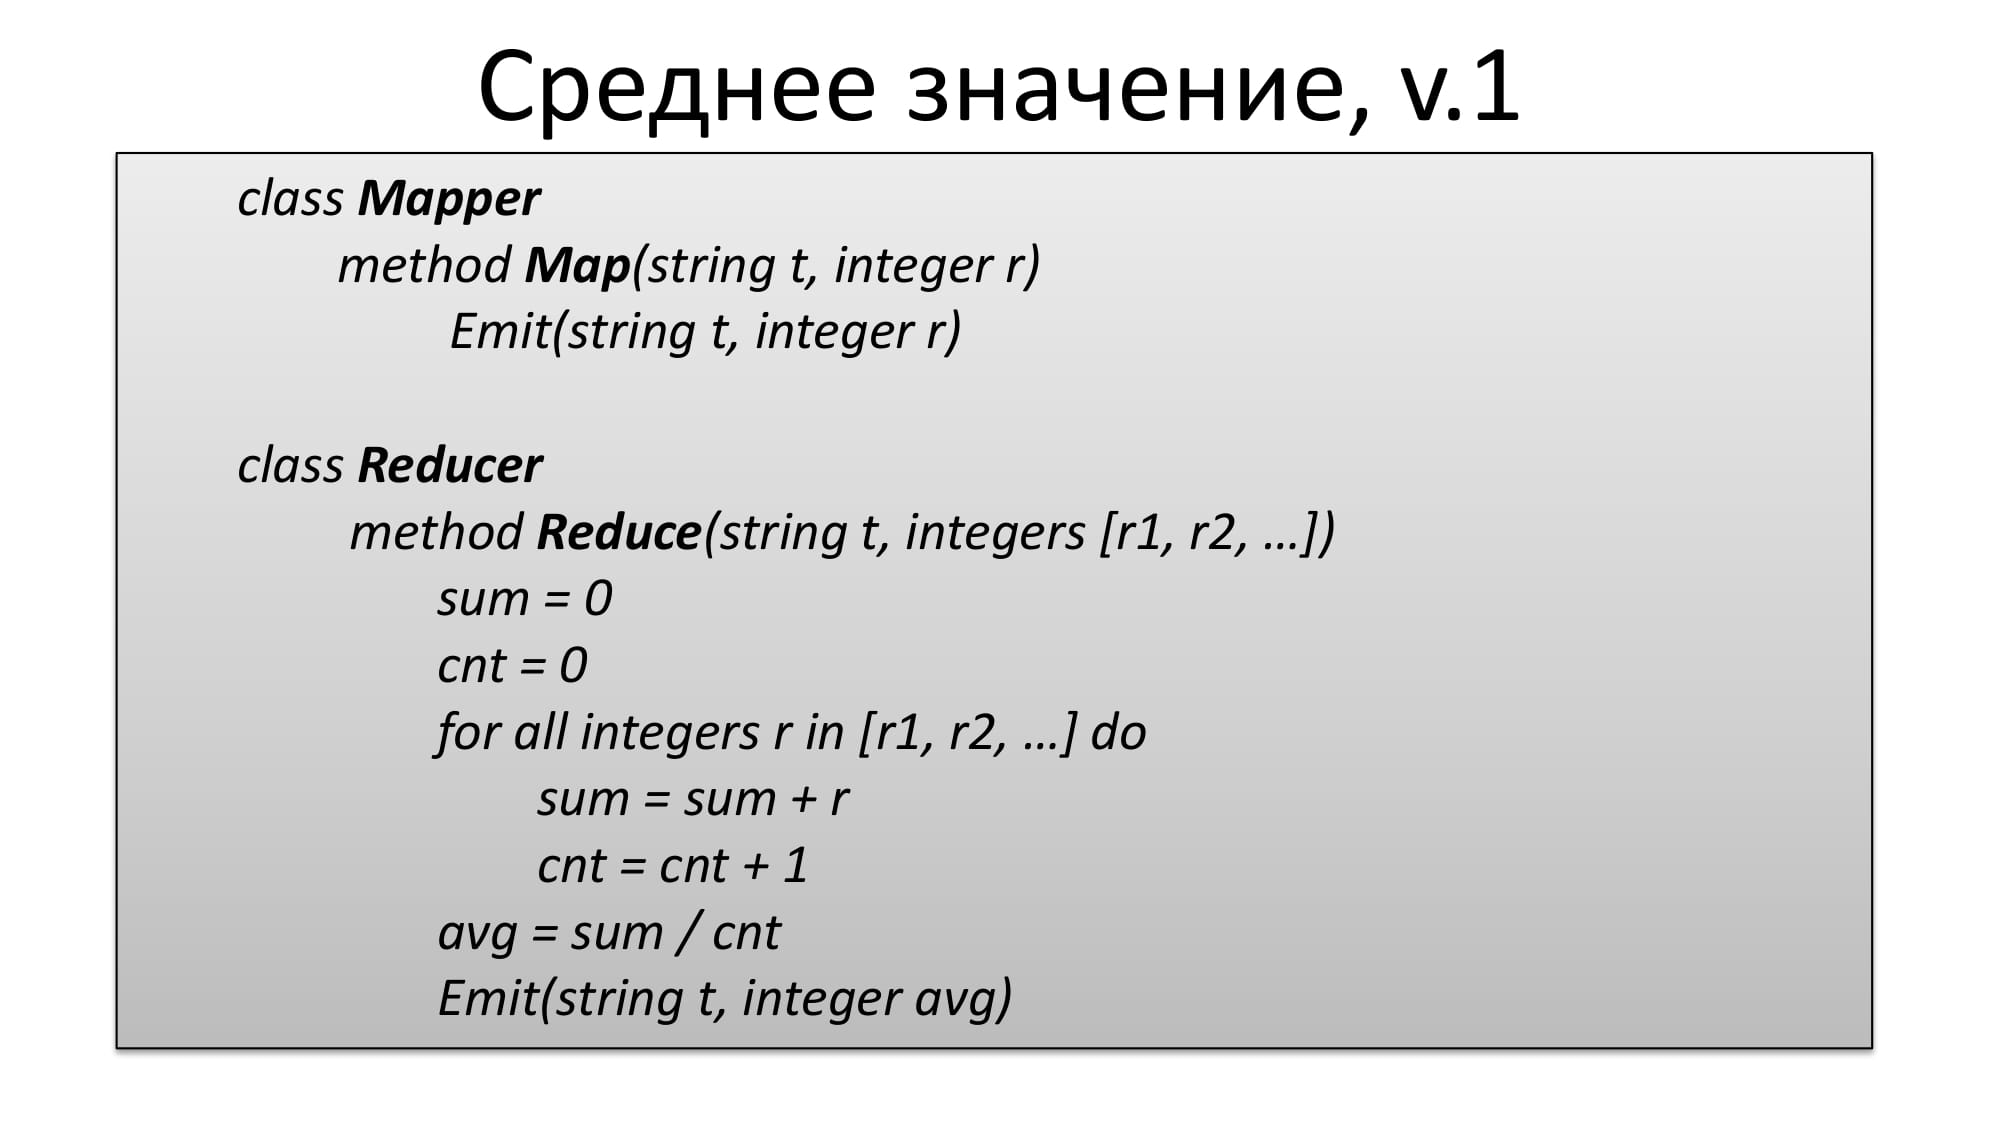 Среднее значение, v.1
class Mapper
method Map(string t, integer r)
Emit(string t, integer r)
class Reducer
method Reduce(string t, integers [r1, r2, …])
sum = 0
cnt = 0
for all integers r in [r1, r2, …] do
sum = sum + r
cnt = cnt + 1
avg = sum / cnt
Emit(string t, integer avg)